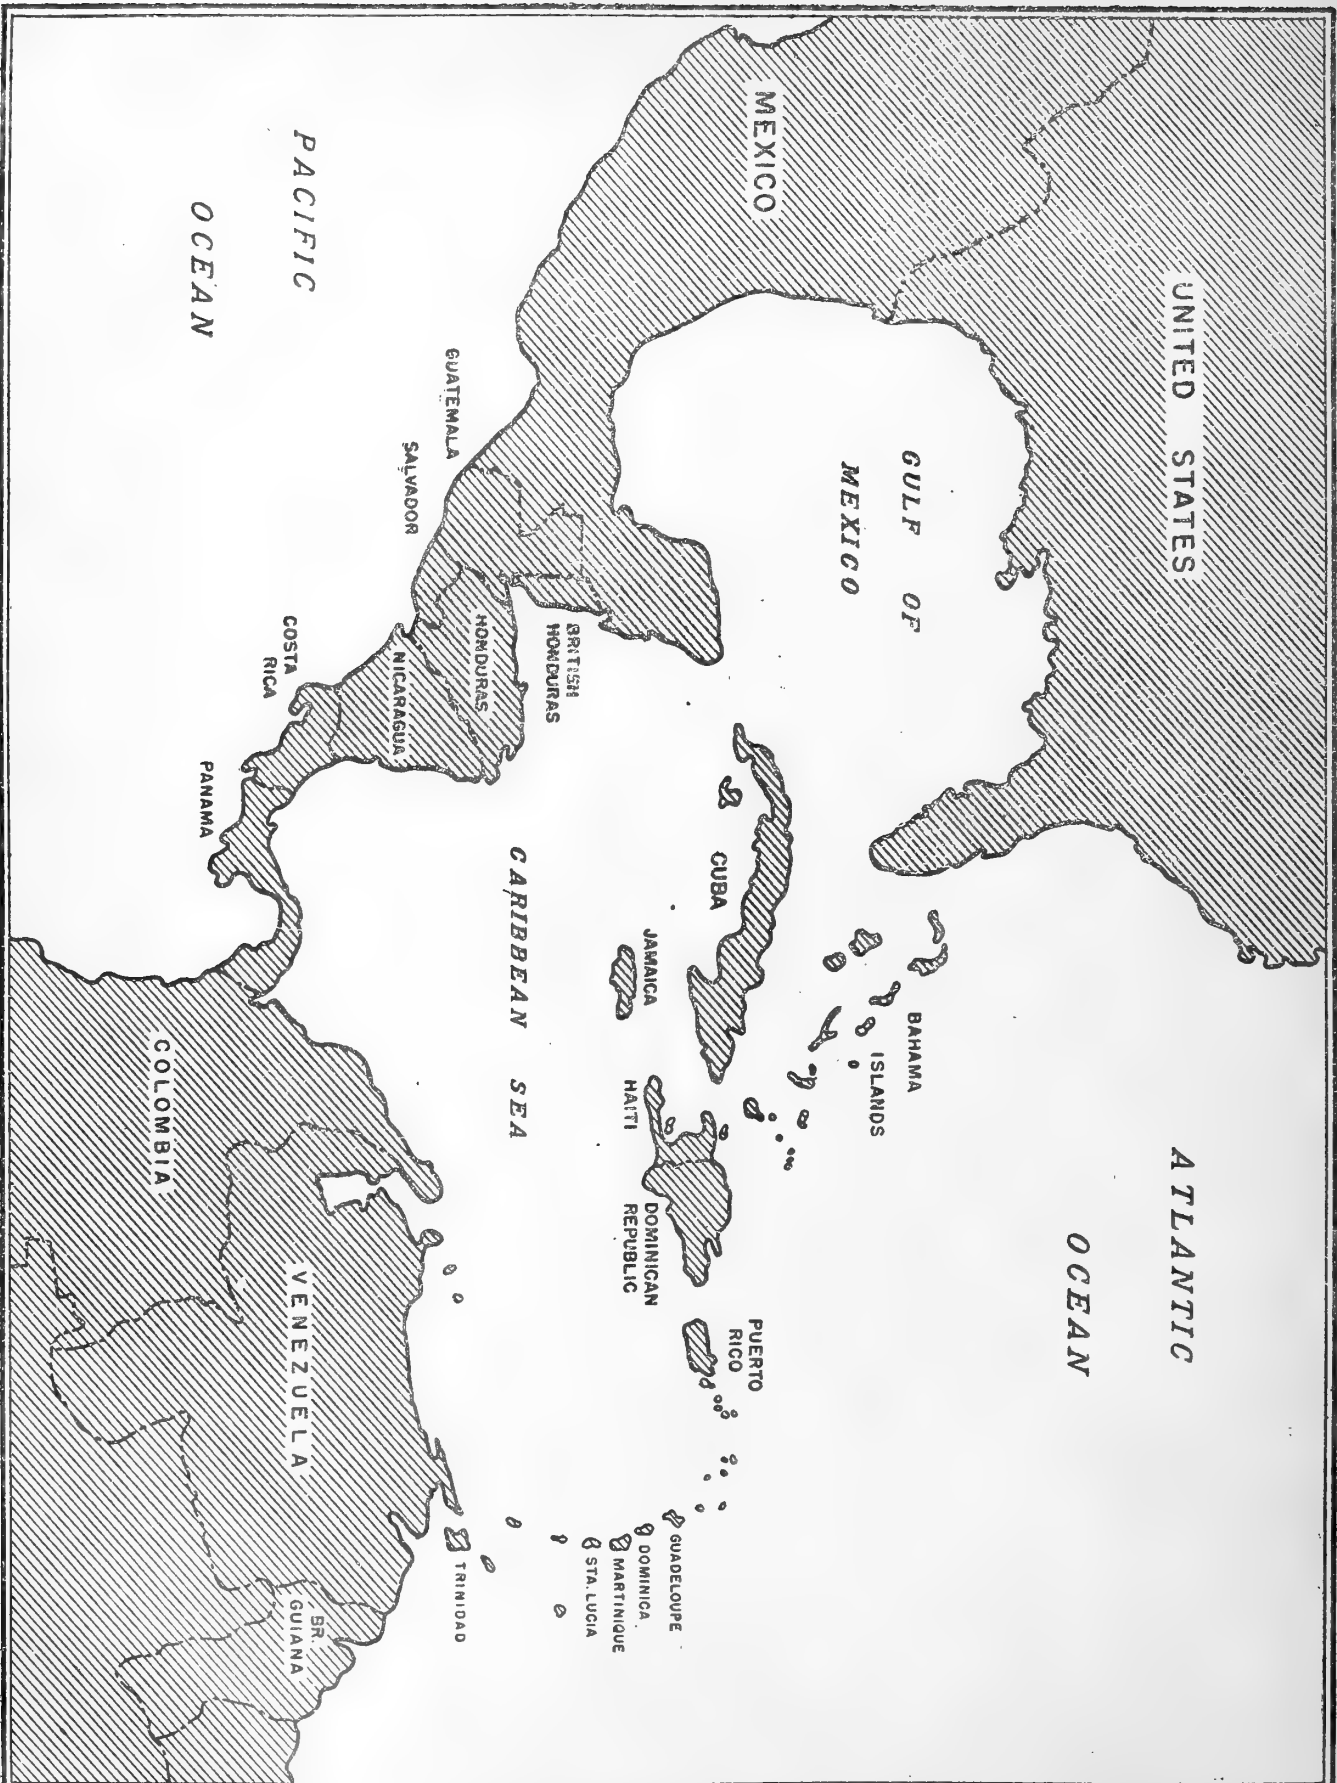 UNITED STATES
MEXICO
ATLANTIC
OCEAN
GULF OF
MEXICO
BAHAMA
ISLANDS
CUBA
PUERTO
RICO
JAMAICA
HAITI
DOMINICAN
REPUBLIC
GUADELOUPE
DOMINICA
MARTINIQUE
STA. LUCIA
BRITISH
HONDURAS
CARIBBEAN SEA
HONDURAS
GUATEMALA
SALVADOR
NICARAGUA
TRINIDAD
PACIFIC
OCEAN
COSTA
RICA
PANAMA
VENEZUELA
BR.
GUIANA
COLOMBIA